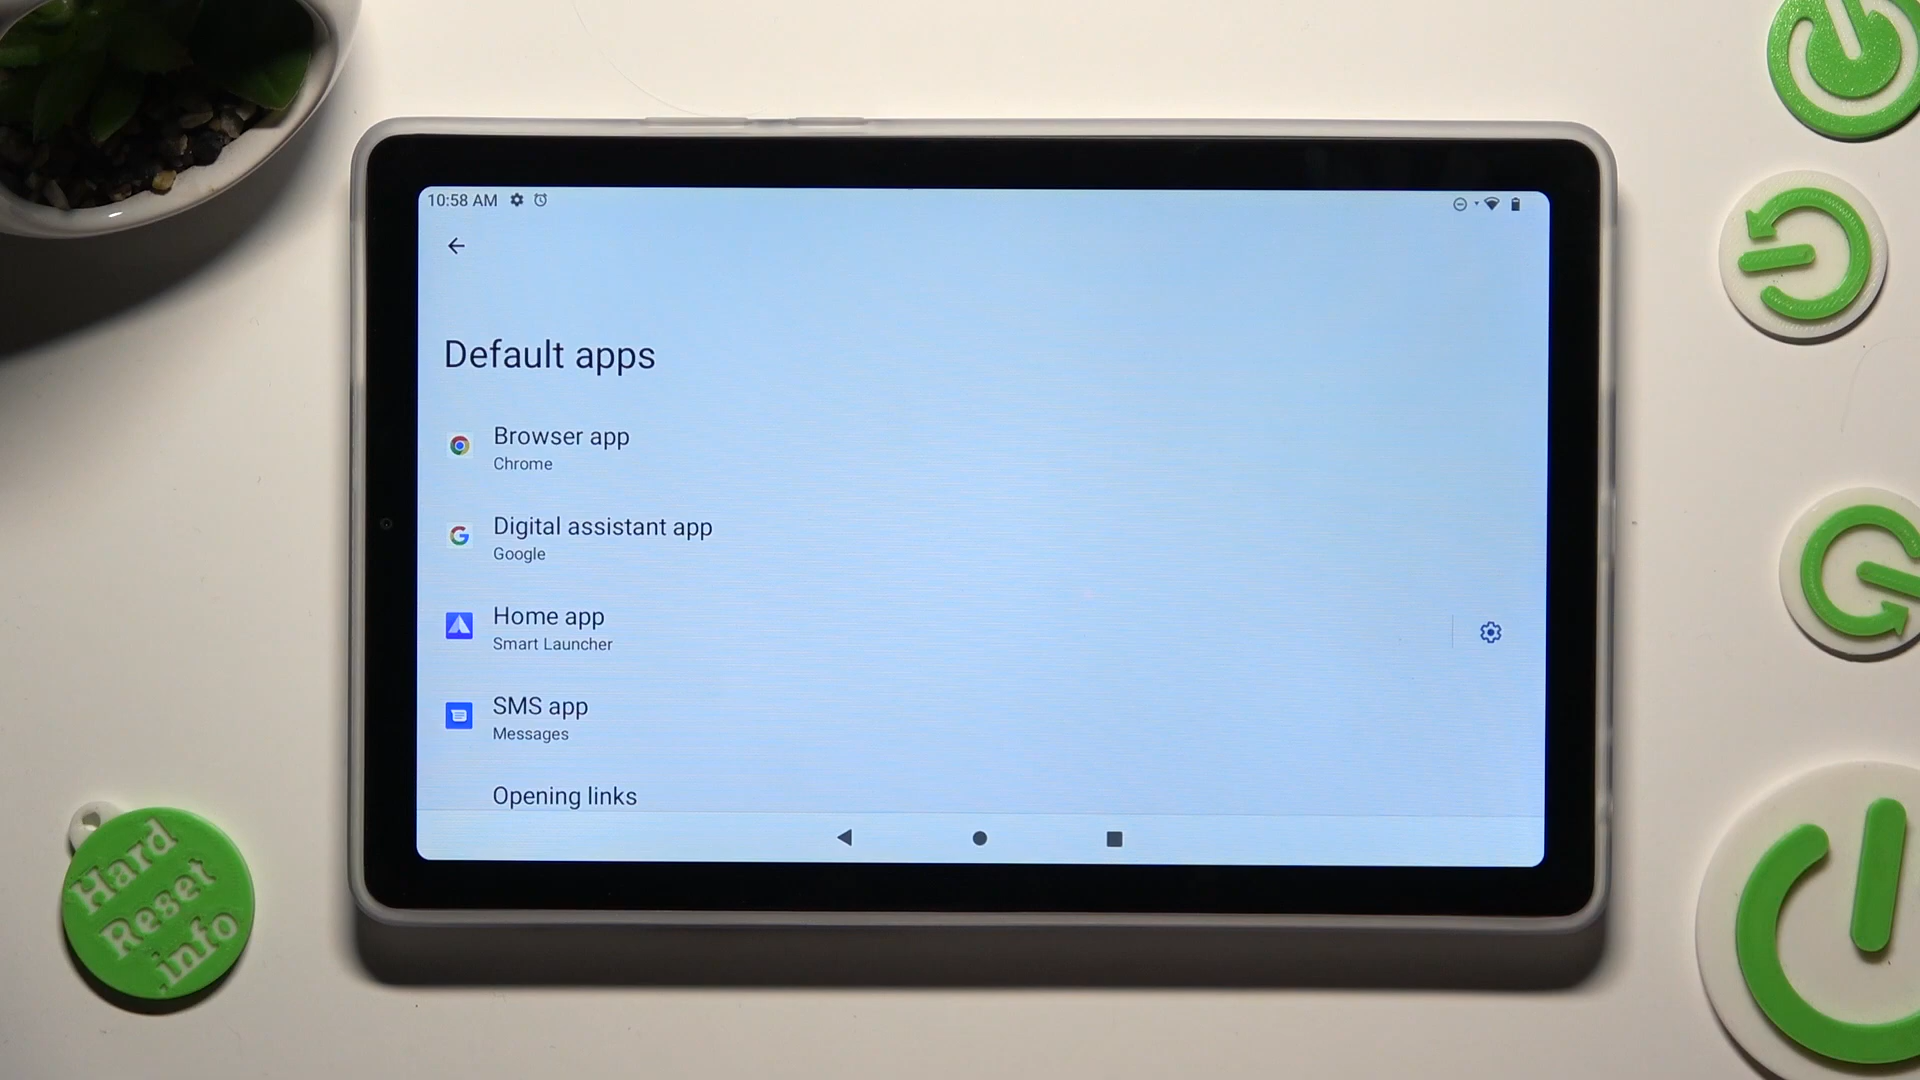 10:58 AM
Default apps
Browser app
Chrome
Digital assistant app
Google
Home app
Smart Launcher
SMS app
Messages
Opening links
Hard
Reset
.info